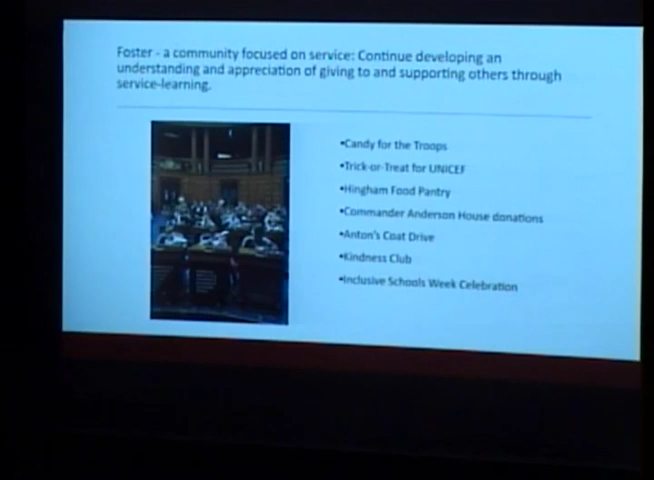 Foster - a community focused on service: Continue developing an
understanding and appreciation of giving to and supporting others through
service-learning.
•Candy for the Troops
•Trick-or-Treat for UNICEF
•Hingham Food Pantry
•Commander Anderson House donations
•Anton's Coat Drive
•Kindness Club
•Inclusive Schools Week Celebration